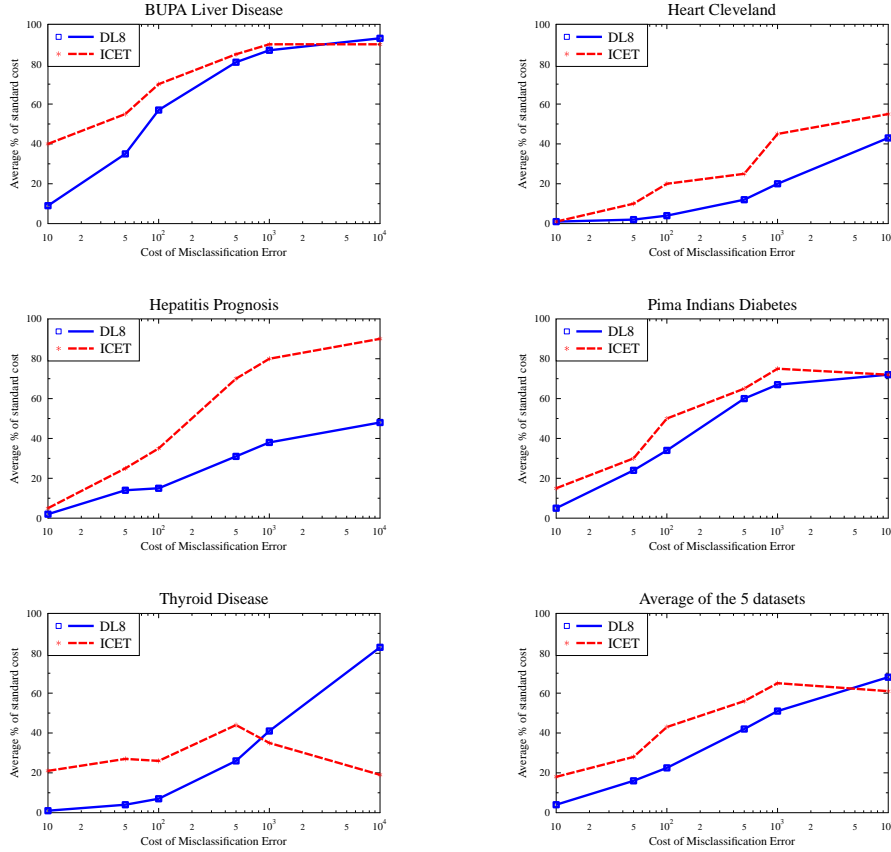 BUPA Liver Disease
DL8
ICET
Average % of standard cost
100
80
60
40
20
0
10 2 5 10² 2 5 10³ 2 5 10⁴
Cost of Misclassification Error
Heart Cleveland
DL8
ICET
Average % of standard cost
100
80
60
40
20
0
10 2 5 10² 2 5 10³ 2 5 10
Cost of Misclassification Error
Hepatitis Prognosis
DL8
ICET
Average % of standard cost
100
80
60
40
20
0
10 2 5 10² 2 5 10³ 2 5 10⁴
Cost of Misclassification Error
Pima Indians Diabetes
DL8
ICET
Average % of standard cost
100
80
60
40
20
0
10 2 5 10² 2 5 10³ 2 5 10
Cost of Misclassification Error
Thyroid Disease
DL8
ICET
Average % of standard cost
100
80
60
40
20
0
10 2 5 10² 2 5 10³ 2 5 10⁴
Cost of Misclassification Error
Average of the 5 datasets
DL8
ICET
Average % of standard cost
100
80
60
40
20
0
10 2 5 10² 2 5 10³ 2 5 10
Cost of Misclassification Error